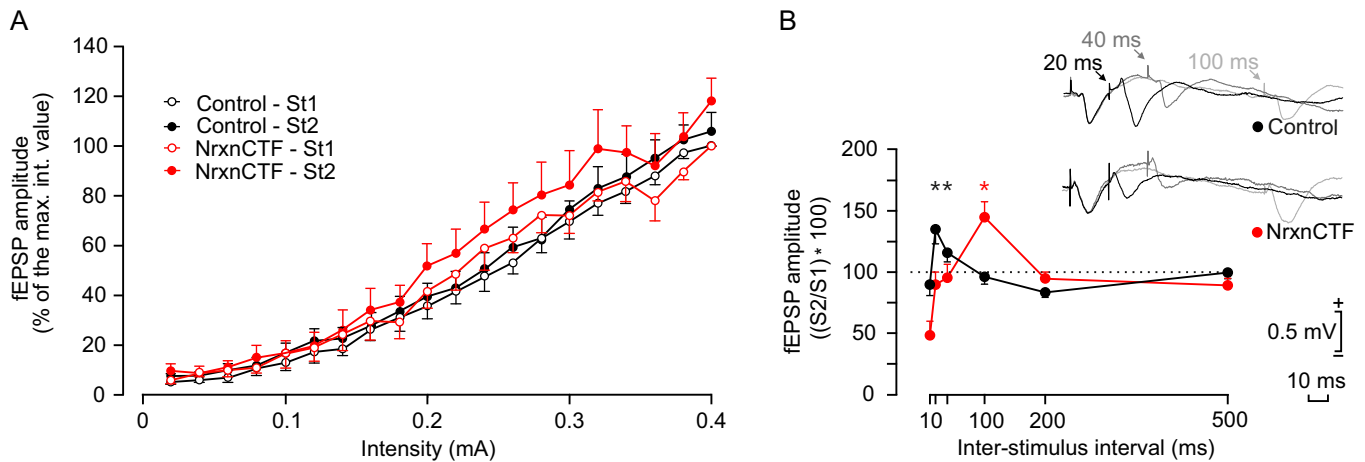 A
fEPSP amplitude
(% of the max. int. value)
140
120
100
80
60
40
20
0
Control - St1
Control - St2
NrxnCTF - St1
NrxnCTF - St2
0
0.1
0.2
0.3
0.4
Intensity (mA)
B
40 ms
20 ms
100 ms
Control
NrxnCTF
fEPSP amplitude
((S2/S1) * 100)
200
150
100
50
0
**
*
10
100
200
500
Inter-stimulus interval (ms)
+
0.5 mV
–
10 ms